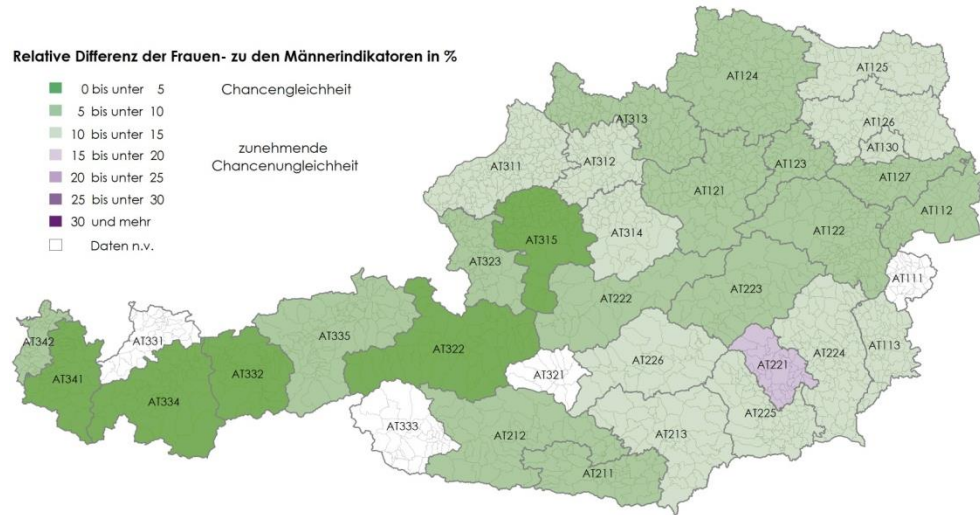 Relative Differenz der Frauen- zu den Männerindikatoren in %
0 bis unter 5 Chancengleichheit
5 bis unter 10
10 bis unter 15
15 bis unter 20 zunehmende
20 bis unter 25 Chancenungleichheit
25 bis unter 30
30 und mehr
Daten n.v.
AT124
AT125
AT313
AT126
AT130
AT311
AT312
AT123
AT127
AT121
AT112
AT122
AT314
AT315
AT323
AT111
AT222
AT223
AT342
AT331
AT335
AT322
AT226
AT224
AT113
AT221
AT332
AT321
AT341
AT334
AT225
AT333
AT212
AT213
AT211